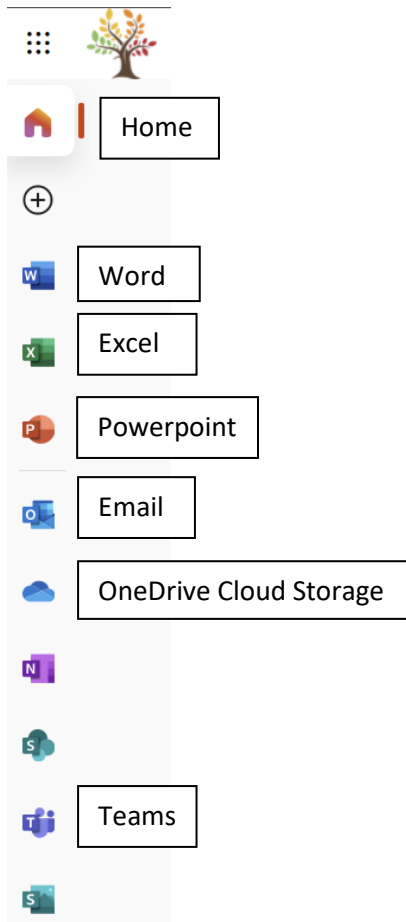 Home
W Word
X Excel
P Powerpoint
O Email
OneDrive Cloud Storage
N
S
T Teams
S